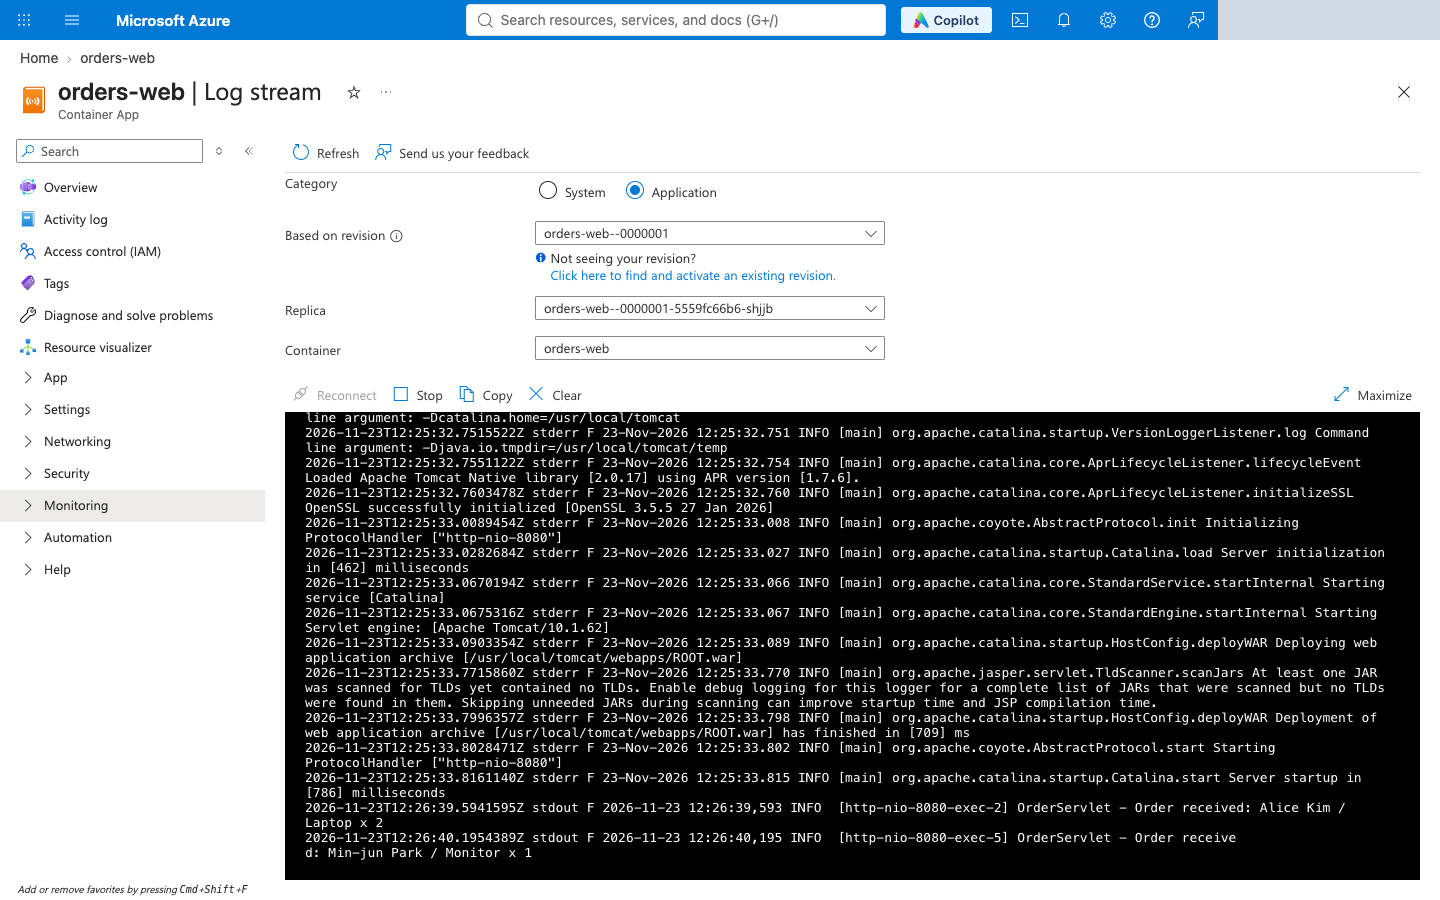 Microsoft Azure
Search resources, services, and docs (G+/)
Copilot
Home
orders-web
orders-web | Log stream
Container App
Search
Overview
Activity log
Access control (IAM)
Tags
Diagnose and solve problems
Resource visualizer
App
Settings
Networking
Security
Monitoring
Automation
Help
Add or remove favorites by pressing Cmd+Shift+F
Refresh
Send us your feedback
Category
System
Application
Based on revision
orders-web--0000001
Not seeing your revision?
Click here to find and activate an existing revision.
Replica
orders-web--0000001-5559fc66b6-shjjb
Container
orders-web
Reconnect
Stop
Copy
Clear
Maximize
line argument: -Dcatalina.home=/usr/local/tomcat
2026-11-23T12:25:32.7515522Z stderr F 23-Nov-2026 12:25:32.751 INFO [main] org.apache.catalina.startup.VersionLoggerListener.log Command
line argument: -Djava.io.tmpdir=/usr/local/tomcat/temp
2026-11-23T12:25:32.7551122Z stderr F 23-Nov-2026 12:25:32.754 INFO [main] org.apache.catalina.core.AprLifecycleListener.lifecycleEvent
Loaded Apache Tomcat Native library [2.0.17] using APR version [1.7.6].
2026-11-23T12:25:32.7603478Z stderr F 23-Nov-2026 12:25:32.760 INFO [main] org.apache.catalina.core.AprLifecycleListener.initializeSSL
OpenSSL successfully initialized [OpenSSL 3.5.5 27 Jan 2026]
2026-11-23T12:25:33.0089454Z stderr F 23-Nov-2026 12:25:33.008 INFO [main] org.apache.coyote.AbstractProtocol.init Initializing
ProtocolHandler ["http-nio-8080"]
2026-11-23T12:25:33.0282684Z stderr F 23-Nov-2026 12:25:33.027 INFO [main] org.apache.catalina.startup.Catalina.load Server initialization
in [462] milliseconds
2026-11-23T12:25:33.0670194Z stderr F 23-Nov-2026 12:25:33.066 INFO [main] org.apache.catalina.core.StandardService.startInternal Starting
service [Catalina]
2026-11-23T12:25:33.0675316Z stderr F 23-Nov-2026 12:25:33.067 INFO [main] org.apache.catalina.core.StandardEngine.startInternal Starting
Servlet engine: [Apache Tomcat/10.1.62]
2026-11-23T12:25:33.0903354Z stderr F 23-Nov-2026 12:25:33.089 INFO [main] org.apache.catalina.startup.HostConfig.deployWAR Deploying web
application archive [/usr/local/tomcat/webapps/ROOT.war]
2026-11-23T12:25:33.7715860Z stderr F 23-Nov-2026 12:25:33.770 INFO [main] org.apache.jasper.servlet.TldScanner.scanJars At least one JAR
was scanned for TLDs yet contained no TLDs. Enable debug logging for this logger for a complete list of JARs that were scanned but no TLDs
were found in them. Skipping unneeded JARs during scanning can improve startup time and JSP compilation time.
2026-11-23T12:25:33.7996357Z stderr F 23-Nov-2026 12:25:33.798 INFO [main] org.apache.catalina.startup.HostConfig.deployWAR Deployment of
web application archive [/usr/local/tomcat/webapps/ROOT.war] has finished in [709] ms
2026-11-23T12:25:33.8028471Z stderr F 23-Nov-2026 12:25:33.802 INFO [main] org.apache.coyote.AbstractProtocol.start Starting
ProtocolHandler ["http-nio-8080"]
2026-11-23T12:25:33.8161140Z stderr F 23-Nov-2026 12:25:33.815 INFO [main] org.apache.catalina.startup.Catalina.start Server startup in
[786] milliseconds
2026-11-23T12:26:39.5941595Z stdout F 2026-11-23 12:26:39,593 INFO  [http-nio-8080-exec-2] OrderServlet - Order received: Alice Kim /
Laptop x 2
2026-11-23T12:26:40.1954389Z stdout F 2026-11-23 12:26:40,195 INFO  [http-nio-8080-exec-5] OrderServlet - Order receive
d: Min-jun Park / Monitor x 1